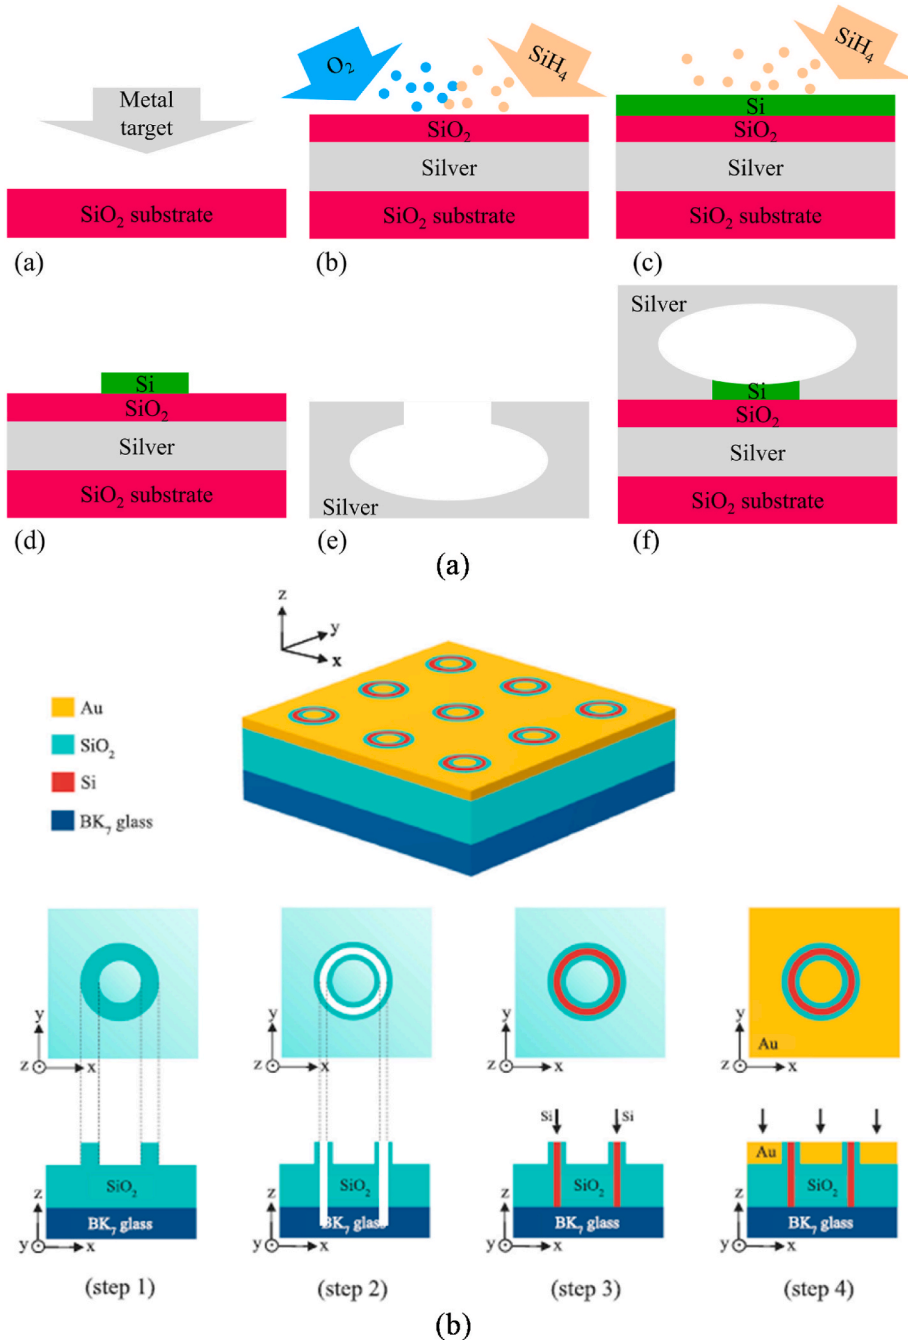 Metal
target
SiO₂ substrate
(a)
O₂
SiH₄
SiO₂
Silver
SiO₂ substrate
(b)
SiH₄
Si
SiO₂
Silver
SiO₂ substrate
(c)
Si
SiO₂
Silver
SiO₂ substrate
(d)
Silver
(e)
Silver
Si
SiO₂
Silver
SiO₂ substrate
(f)
(a)
z
y
x
Au
SiO₂
Si
BK₇ glass
y
z
x
y
z
x
y
z
x
Au
y
z
x
SiO₂
BK₇ glass
z
y
x
(step 1)
SiO₂
BK₇ glass
z
y
x
(step 2)
Si
Si
SiO₂
BK₇ glass
z
y
x
(step 3)
Au
SiO₂
BK₇ glass
z
y
x
(step 4)
(b)